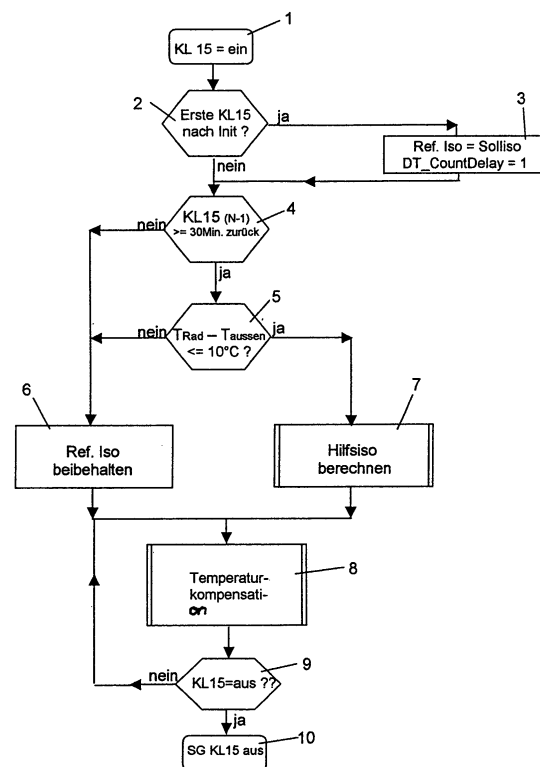 1
KL 15 = ein
2
Erste KL15
nach Init ?
ja
3
Ref. Iso = Solliso
DT_CountDelay = 1
nein
nein
KL15 (N-1)
>= 30Min. zurück
4
ja
5
nein
TRad – Taussen
<= 10°C ?
ja
6
Ref. Iso
beibehalten
7
Hilfsiso
berechnen
8
Temperatur-
kompensati-
on
9
nein
KL15=aus ??
ja
10
SG KL15 aus